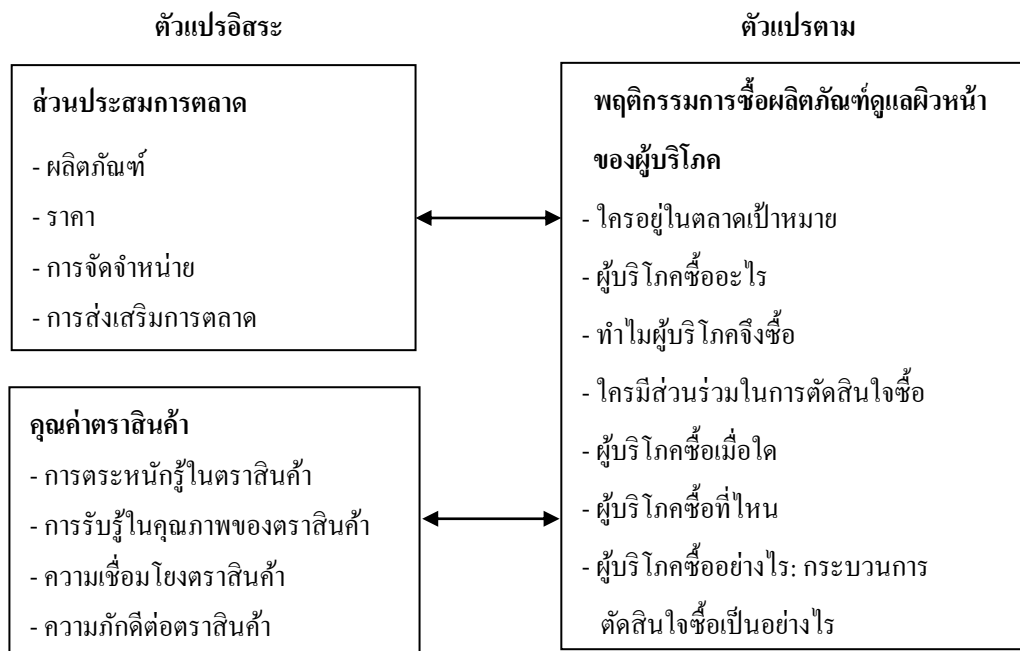 ตัวแปรอิสระ
ส่วนประสมการตลาด
- ผลิตภัณฑ์
- ราคา
- การจัดจำหน่าย
- การส่งเสริมการตลาด
คุณค่าตราสินค้า
- การตระหนักรู้ในตราสินค้า
- การรับรู้ในคุณภาพของตราสินค้า
- ความเชื่อมโยงตราสินค้า
- ความภักดีต่อตราสินค้า
ตัวแปรตาม
พฤติกรรมการซื้อผลิตภัณฑ์ดูแลผิวหน้า
ของผู้บริโภค
- ใครอยู่ในตลาดเป้าหมาย
- ผู้บริโภคซื้ออะไร
- ทำไมผู้บริโภคจึงซื้อ
- ใครมีส่วนร่วมในการตัดสินใจซื้อ
- ผู้บริโภคซื้อเมื่อใด
- ผู้บริโภคซื้อที่ไหน
- ผู้บริโภคซื้ออย่างไร: กระบวนการ
ตัดสินใจซื้อเป็นอย่างไร